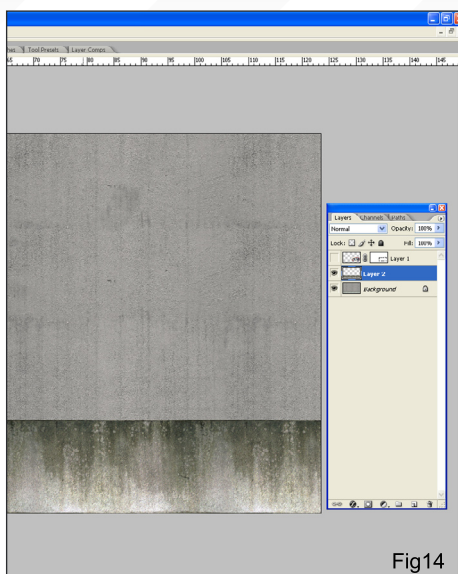 Tool Presets Layer Comps
65 70 75 80 85 90 95 100 105 110 115 120 125 130 135 140 145
Layers Channels Paths
Normal Opacity: 100%
Lock: Fill: 100%
Layer 1
Layer 2
Background
Fig14